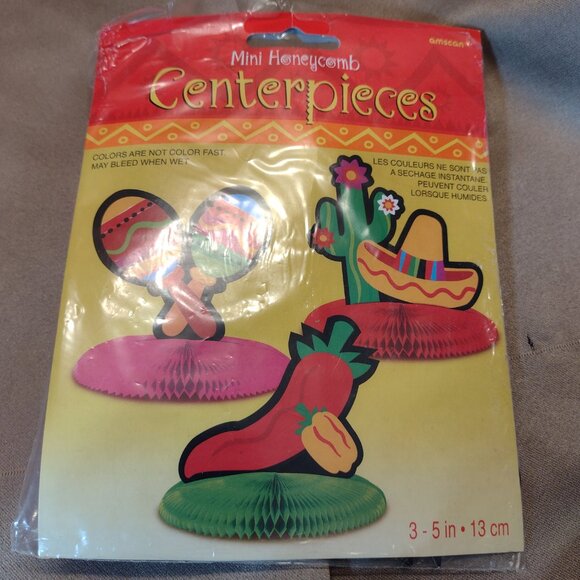 amscan
Mini Honeycomb
Centerpieces
COLORS ARE NOT COLOR FAST
MAY BLEED WHEN WET
LES COULEURS NE SONT PAS
A SECHAGE INSTANTANE.
PEUVENT COULER
LORSQUE HUMIDES.
3 - 5 in • 13 cm